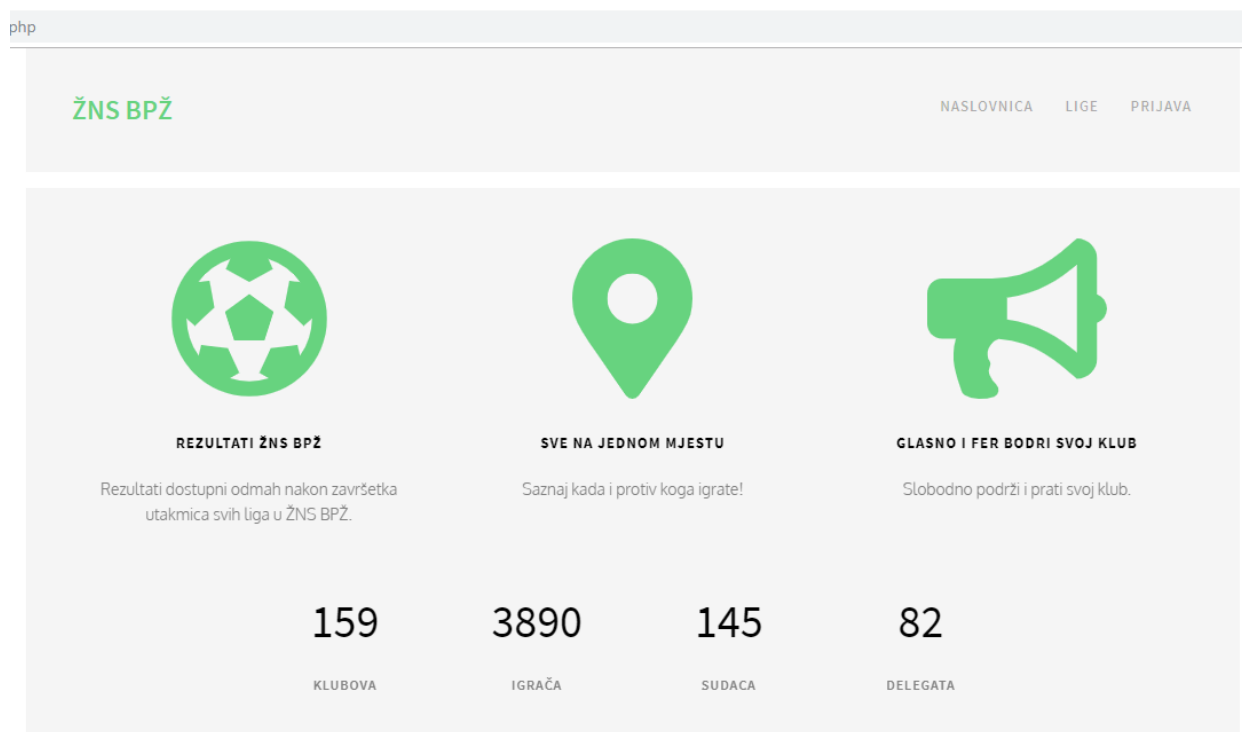 php
ŽNS BPŽ
NASLOVNICA LIGE PRIJAVA
REZULTATI ŽNS BPŽ
Rezultati dostupni odmah nakon završetka
utakmica svih liga u ŽNS BPŽ.
SVE NA JEDNOM MJESTU
Saznaj kada i protiv koga igrate!
GLASNO I FER BODRI SVOJ KLUB
Slobodno podrži i prati svoj klub.
159
KLUBOVA
3890
IGRAČA
145
SUDACA
82
DELEGATA